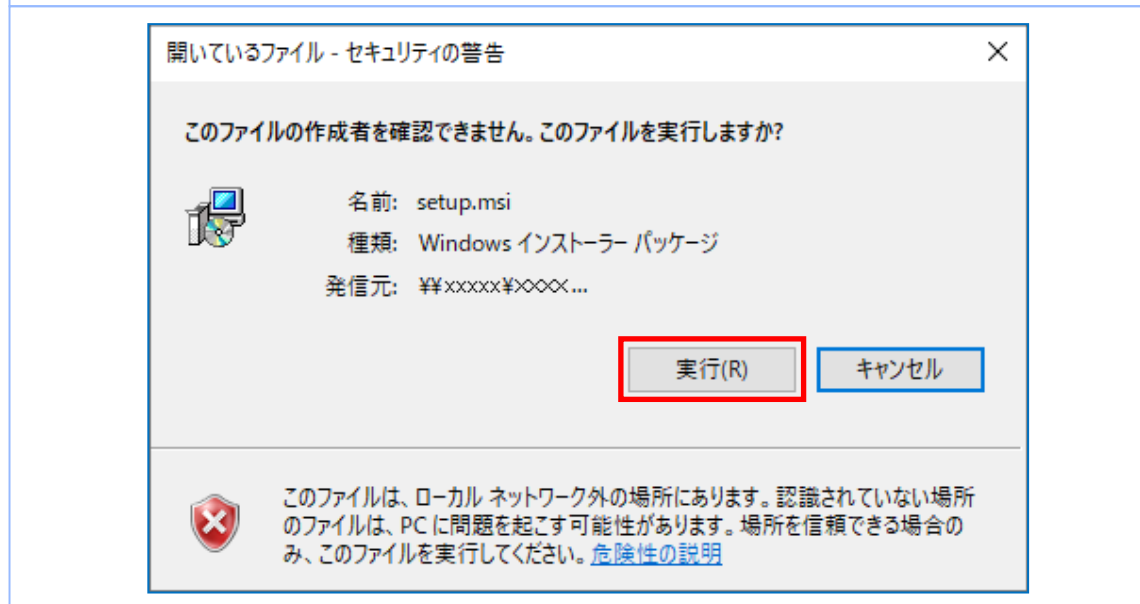 開いているファイル - セキュリティの警告
このファイルの作成者を確認できません。このファイルを実行しますか?
名前: setup.msi
種類: Windows インストーラー パッケージ
発信元: ¥¥xxxxx¥xxxx...
実行(R) キャンセル
このファイルは、ローカル ネットワーク外の場所にあります。認識されていない場所
のファイルは、PC に問題を起こす可能性があります。場所を信頼できる場合の
み、このファイルを実行してください。危険性の説明